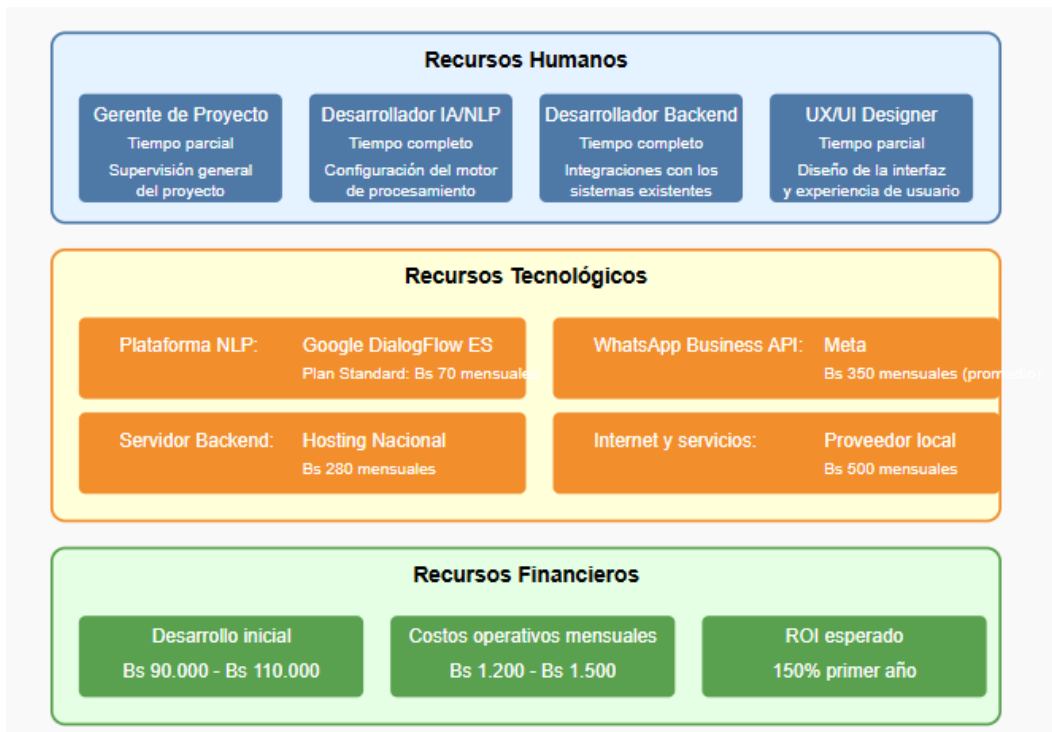 Recursos Humanos
Gerente de Proyecto
Tiempo parcial
Supervisión general
del proyecto
Desarrollador IA/NLP
Tiempo completo
Configuración del motor
de procesamiento
Desarrollador Backend
Tiempo completo
Integraciones con los
sistemas existentes
UX/UI Designer
Tiempo parcial
Diseño de la interfaz
y experiencia de usuario
Recursos Tecnológicos
Plataforma NLP: Google DialogFlow ES
Plan Standard: Bs 70 mensuales
WhatsApp Business API: Meta
Bs 350 mensuales (promedio)
Servidor Backend: Hosting Nacional
Bs 280 mensuales
Internet y servicios: Proveedor local
Bs 500 mensuales
Recursos Financieros
Desarrollo inicial
Bs 90.000 - Bs 110.000
Costos operativos mensuales
Bs 1.200 - Bs 1.500
ROI esperado
150% primer año